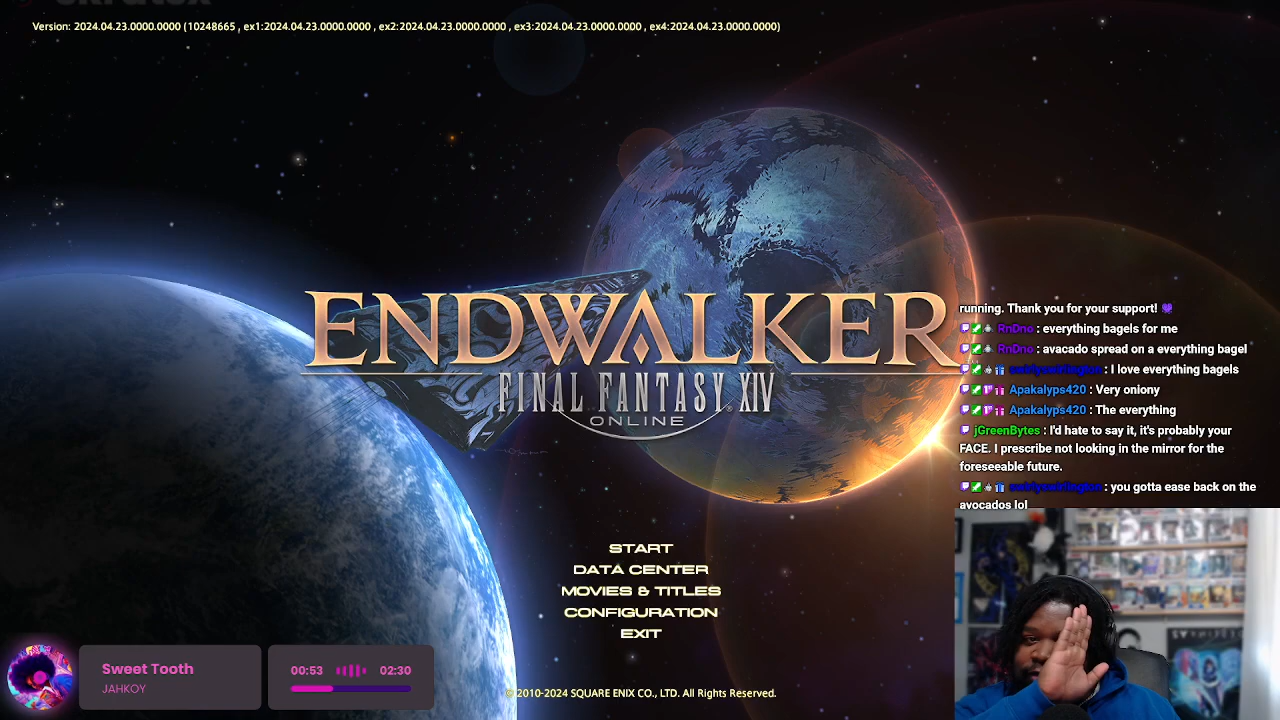 Version: 2024.04.23.0000.0000 (10248665 , ex1:2024.04.23.0000.0000 , ex2:2024.04.23.0000.0000 , ex3:2024.04.23.0000.0000 , ex4:2024.04.23.0000.0000)
ENDWALKER
FINAL FANTASY XIV
ONLINE
running. Thank you for your support!
RnDno : everything bagels for me
RnDno : avacado spread on a everything bagel
: I love everything bagels
Apakalyps420 : Very oniony
Apakalyps420 : The everything
jGreenBytes : I'd hate to say it, it's probably your
FACE. I prescribe not looking in the mirror for the
foreseeable future.
: you gotta ease back on the
avocados lol
START
DATA CENTER
MOVIES & TITLES
CONFIGURATION
EXIT
Sweet Tooth
JAHKOY
00:53 02:30
© 2010-2024 SQUARE ENIX CO., LTD. All Rights Reserved.